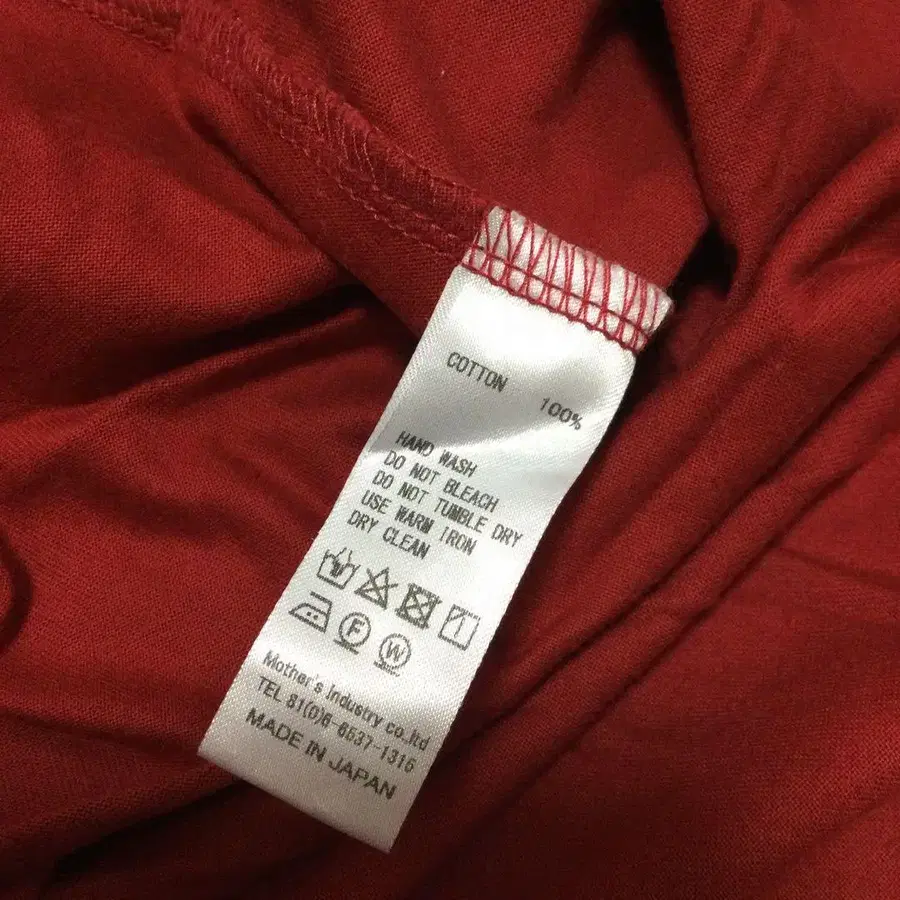 COTTON
100%
HAND WASH
DO NOT BLEACH
DO NOT TUMBLE DRY
USE WARM IRON
DRY CLEAN
F
W
Mother's Industry co.,ltd
TEL 81(0)6-6537-1316
MADE IN JAPAN